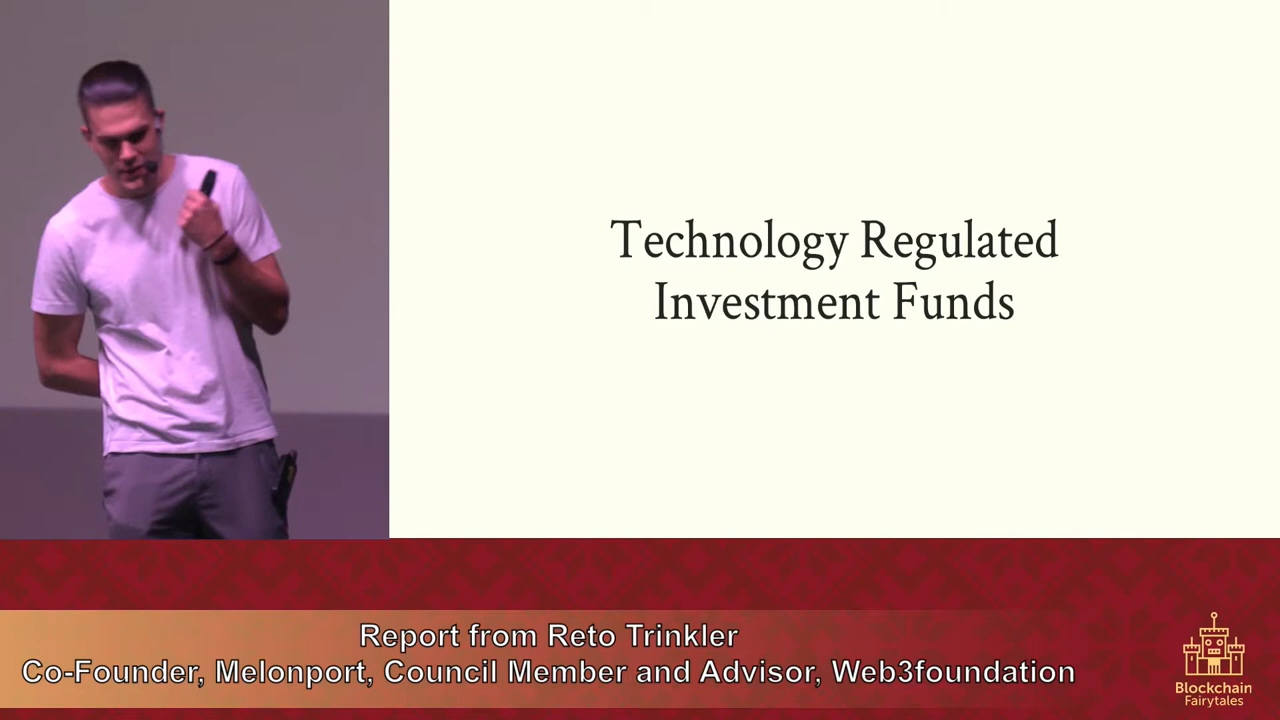 Technology Regulated
Investment Funds
Report from Reto Trinkler
Co-Founder, Melonport, Council Member and Advisor, Web3foundation
Blockchain
Fairytales